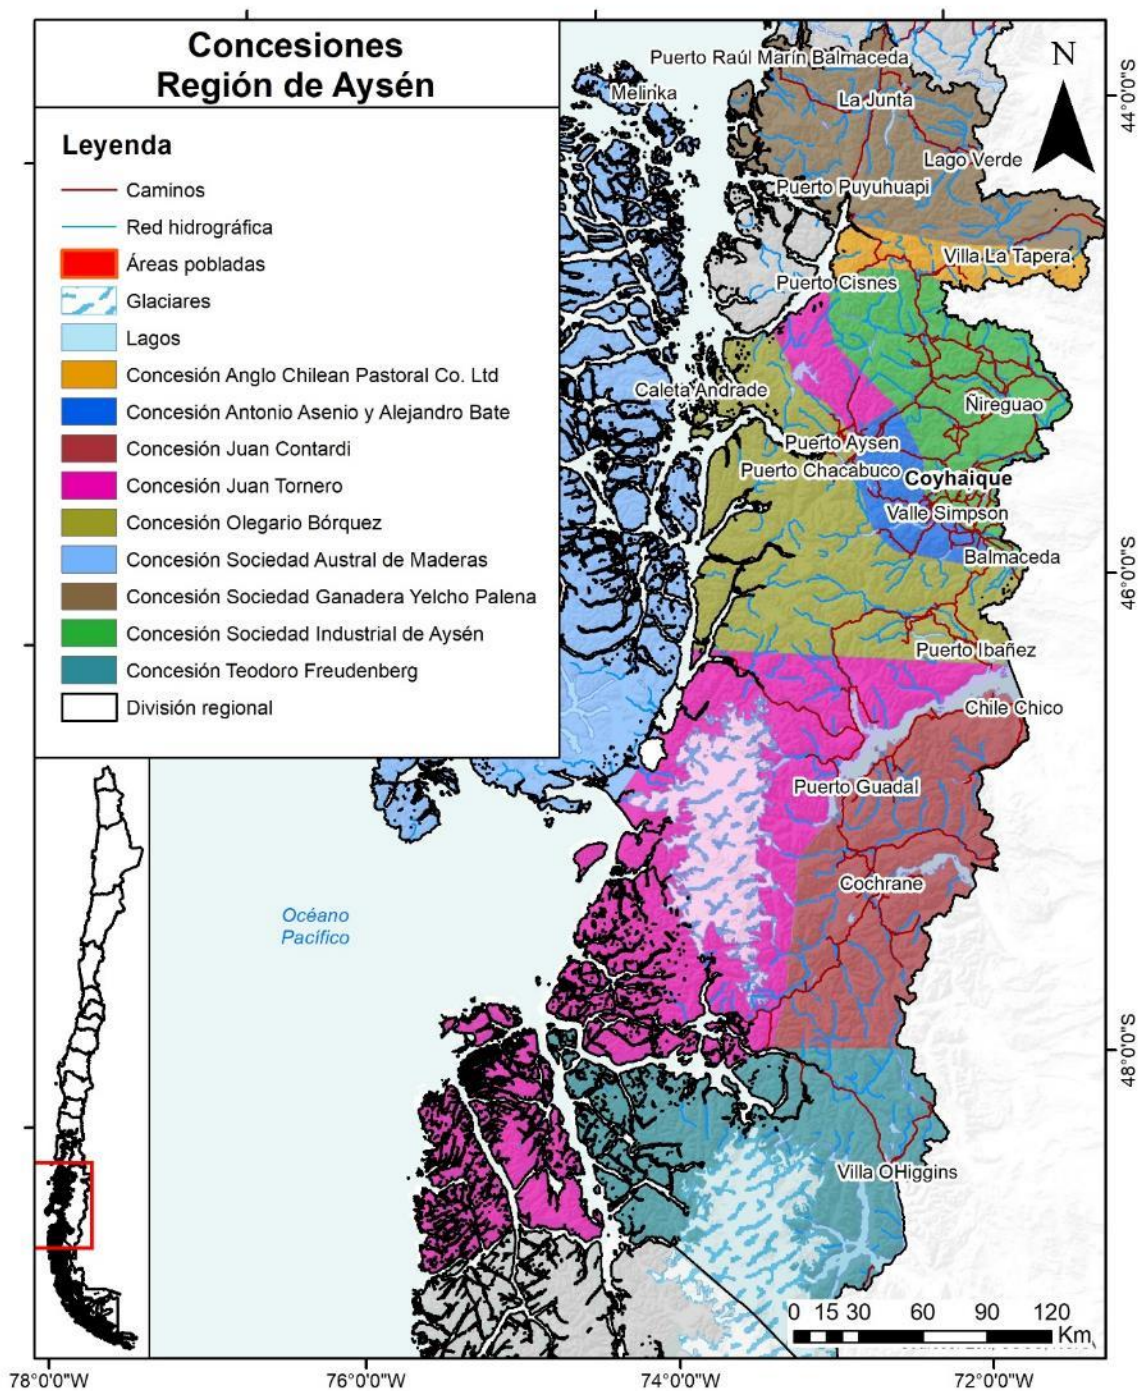 Concesiones
Región de Aysén
Leyenda
Caminos
Red hidrográfica
Áreas pobladas
Glaciares
Lagos
Concesión Anglo Chilean Pastoral Co. Ltd
Concesión Antonio Asenio y Alejandro Bate
Concesión Juan Contardi
Concesión Juan Tornero
Concesión Olegario Bórquez
Concesión Sociedad Austral de Maderas
Concesión Sociedad Ganadera Yelcho Palena
Concesión Sociedad Industrial de Aysén
Concesión Teodoro Freudenberg
División regional
N
Puerto Raúl Marín Balmaceda
Melinka
La Junta
Lago Verde
Puerto Puyuhuapi
Villa La Tapera
Puerto Cisnes
Caleta Andrade
Ñireguao
Puerto Aysen
Puerto Chacabuco
Coyhaique
Valle Simpson
Balmaceda
Puerto Ibañez
Chile Chico
Puerto Guadal
Cochrane
Océano
Pacífico
Villa OHiggins
0 15 30 60 90 120
Km
44°0'0"S
46°0'0"S
48°0'0"S
78°0'0"W 76°0'0"W 74°0'0"W 72°0'0"W